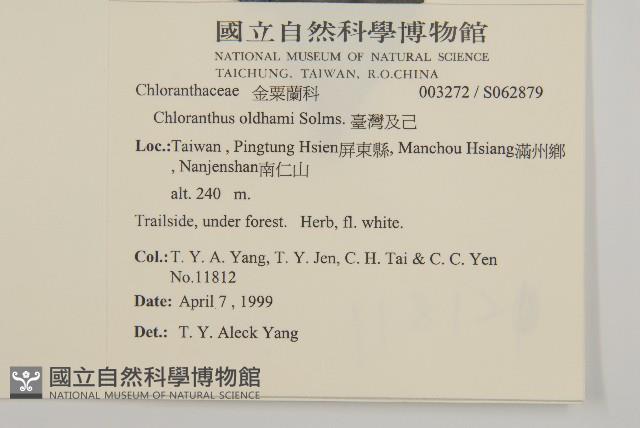 國立自然科學博物館
NATIONAL MUSEUM OF NATURAL SCIENCE
TAICHUNG, TAIWAN, R.O.CHINA
Chloranthaceae 金粟蘭科 003272 / S062879
Chloranthus oldhami Solms. 臺灣及己
Loc.:Taiwan , Pingtung Hsien屏東縣, Manchou Hsiang滿州鄉
, Nanjenshan南仁山
alt. 240 m.
Trailside, under forest. Herb, fl. white.
Col.: T. Y. A. Yang, T. Y. Jen, C. H. Tai & C. C. Yen
No.11812
Date: April 7 , 1999
Det.: T. Y. Aleck Yang
國立自然科學博物館
NATIONAL MUSEUM OF NATURAL SCIENCE